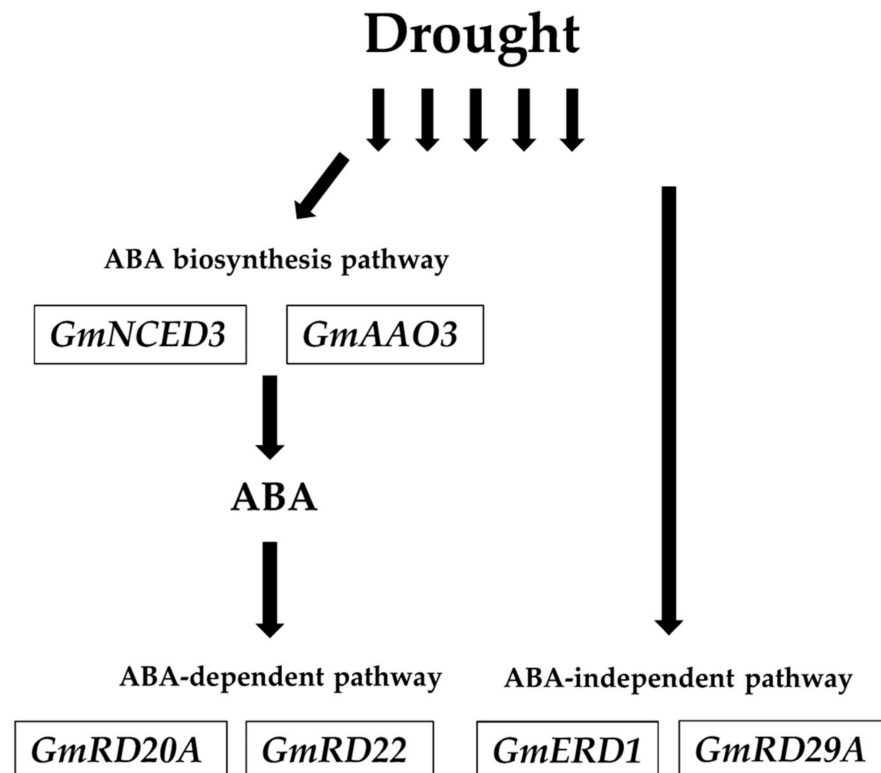 Drought
ABA biosynthesis pathway
GmNCED3 GmAAO3
ABA
ABA-dependent pathway ABA-independent pathway
GmRD20A GmRD22 GmERD1 GmRD29A